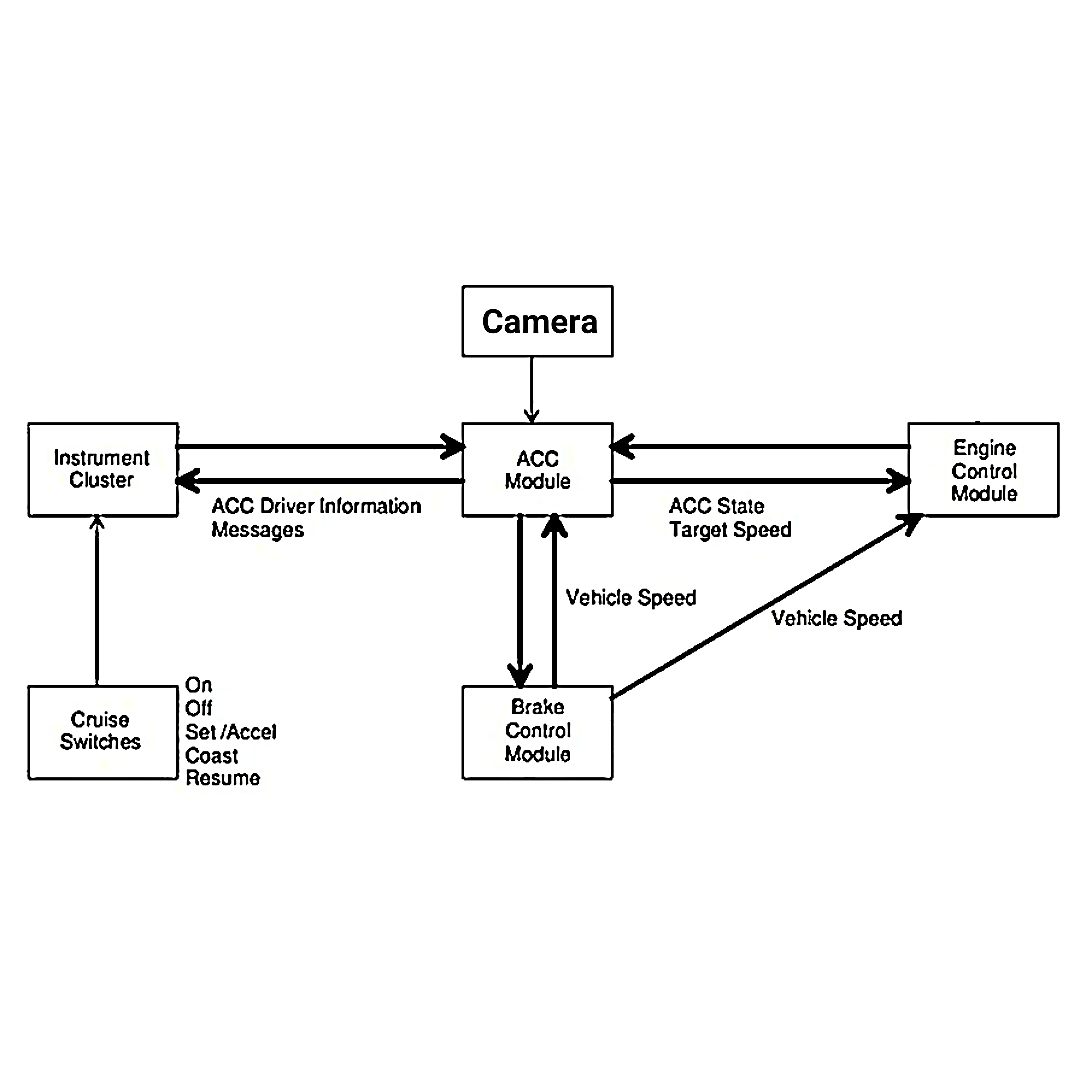 Camera
Instrument
Cluster
ACC
Module
Engine
Control
Module
ACC Driver Information
Messages
ACC State
Target Speed
Vehicle Speed
Vehicle Speed
Cruise
Switches
On
Off
Set /Accel
Coast
Resume
Brake
Control
Module